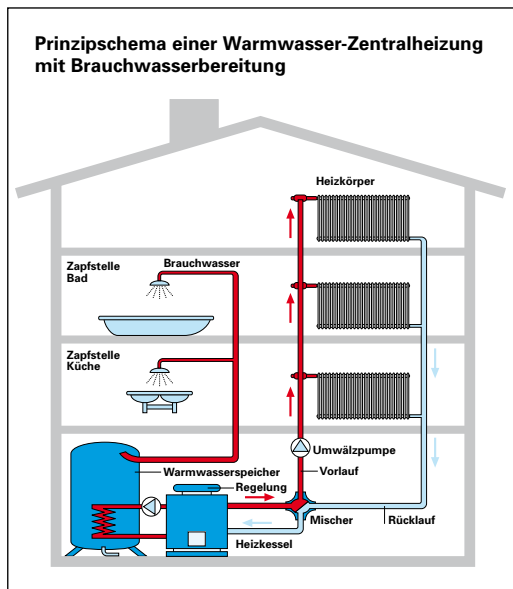 Prinzipschema einer Warmwasser-Zentralheizung
mit Brauchwasserbereitung
Heizkörper
Zapfstelle
Bad
Brauchwasser
Zapfstelle
Küche
Umwälzpumpe
Warmwasserspeicher
Vorlauf
Regelung
Mischer
Rücklauf
Heizkessel